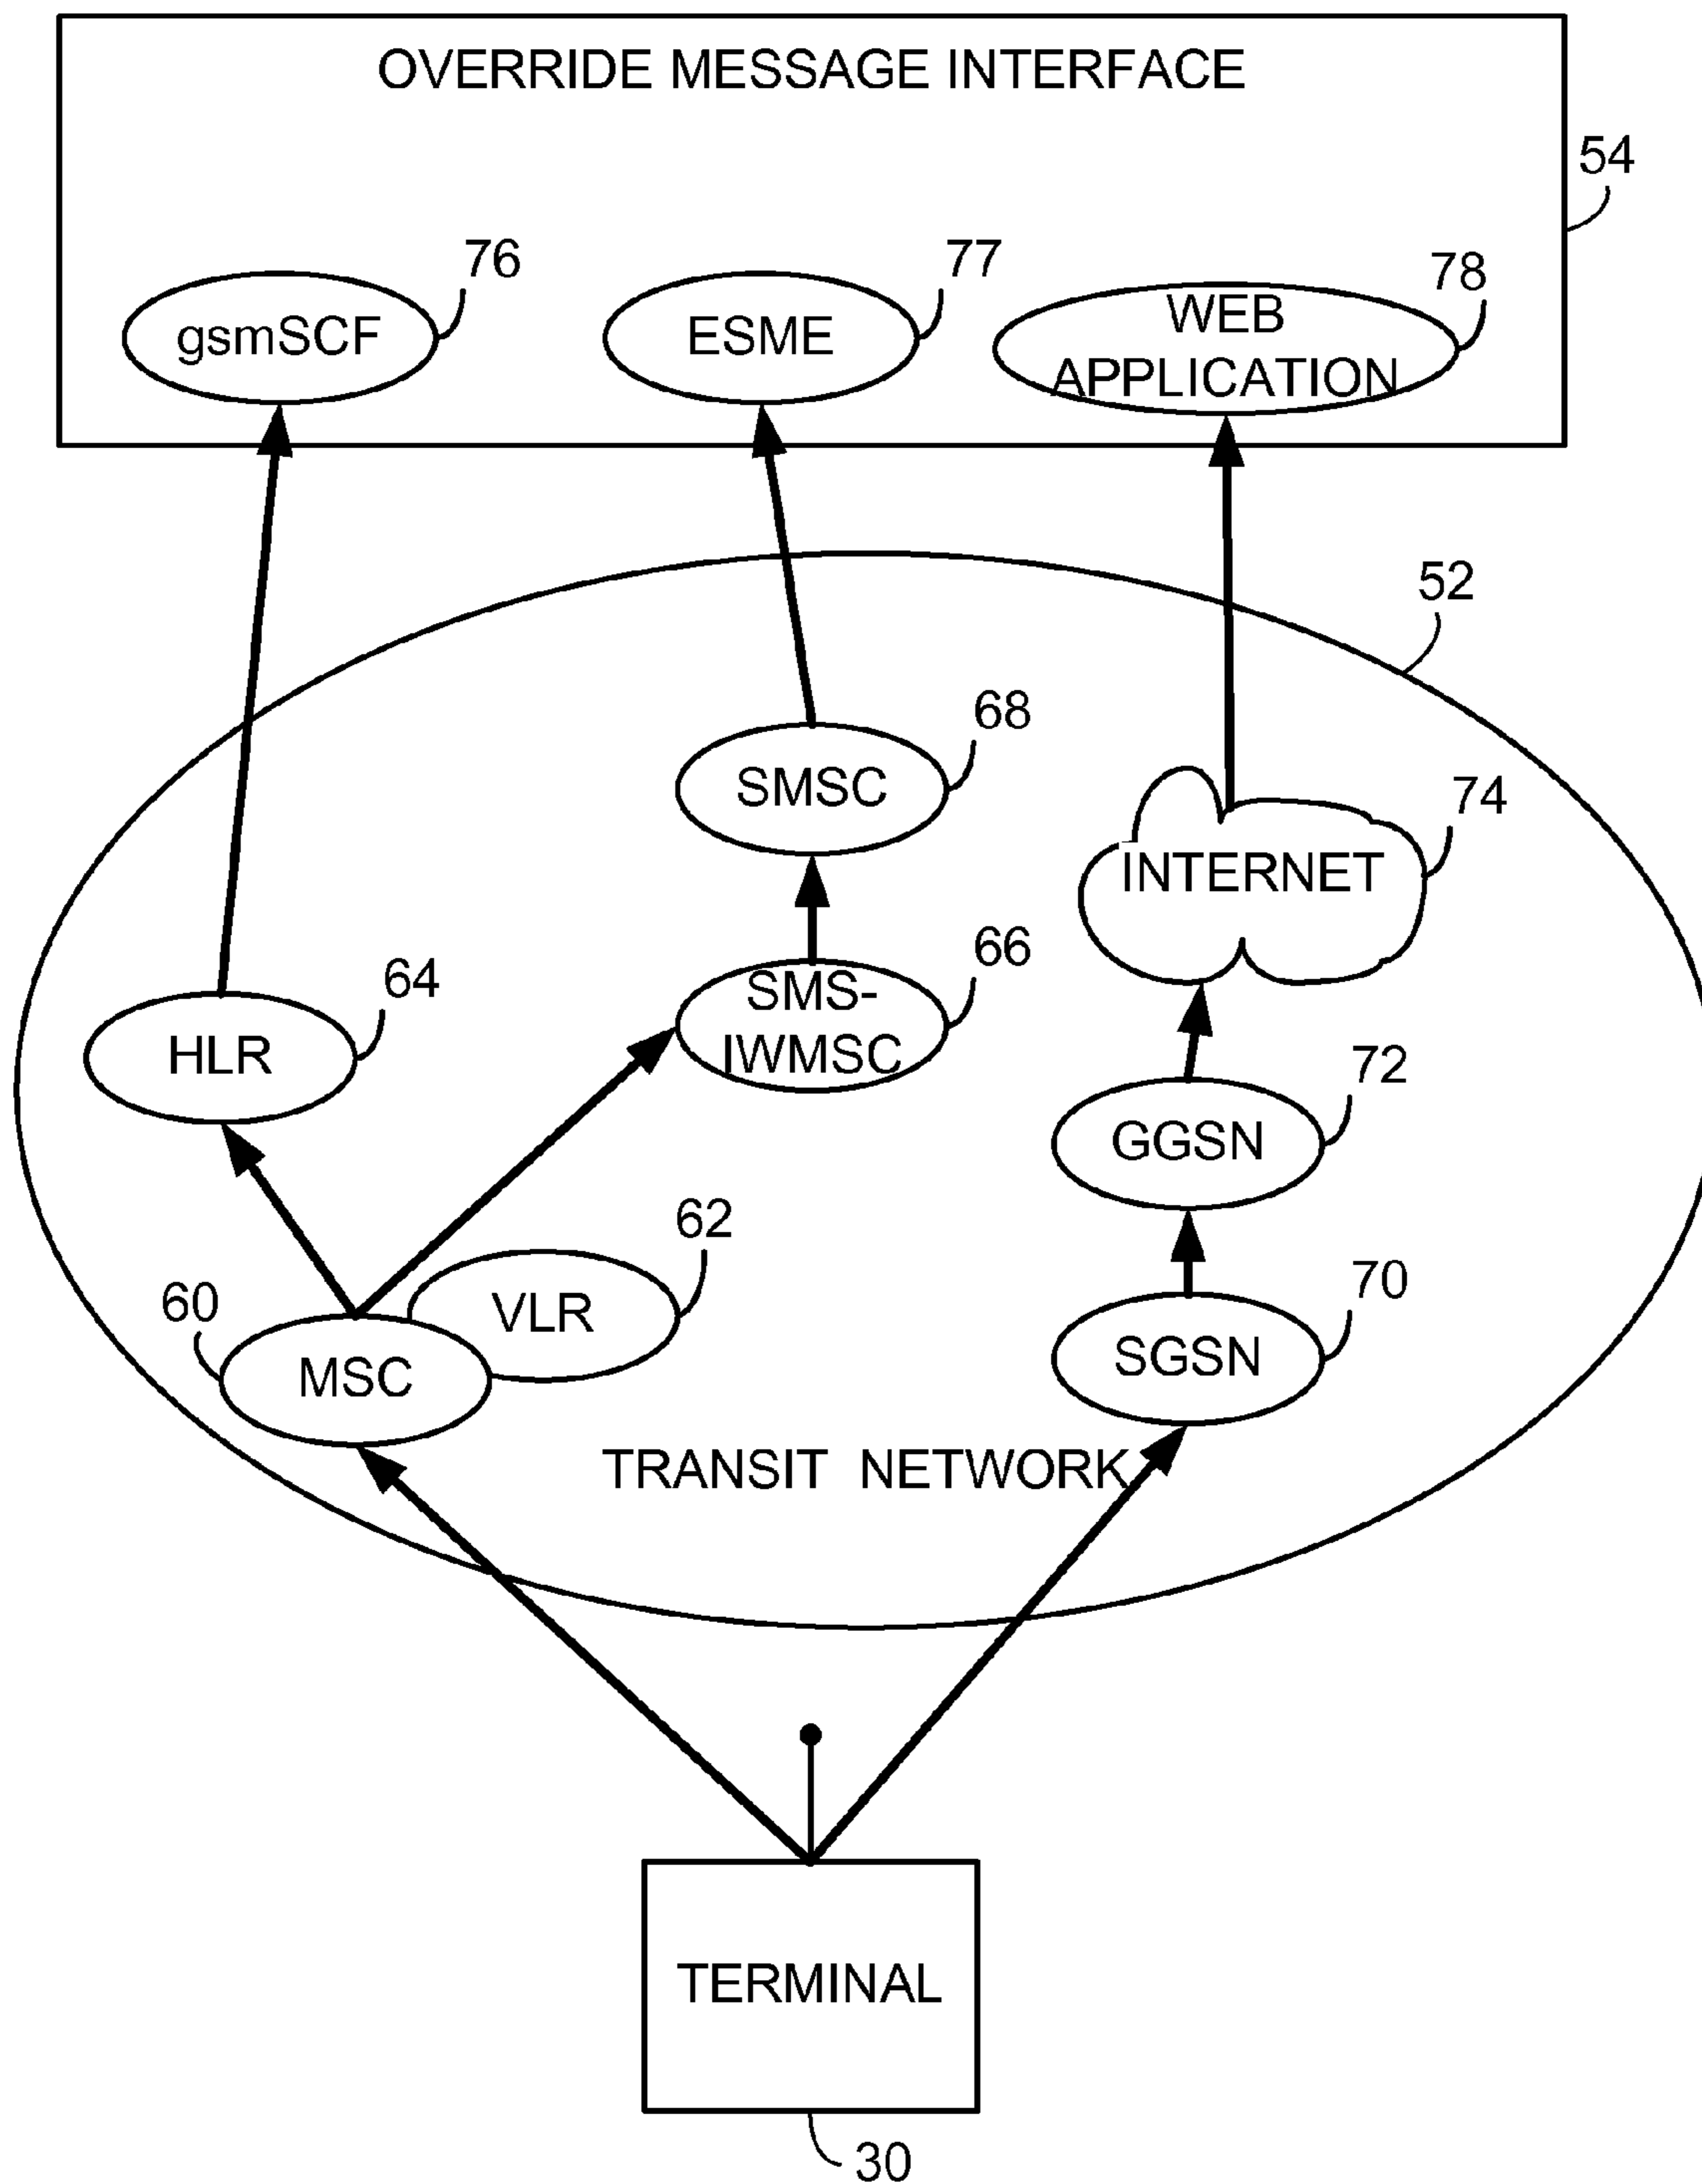 OVERRIDE MESSAGE INTERFACE
54
76
77
78
gsmSCF
ESME
WEB
APPLICATION
52
68
SMSC
74
INTERNET
66
64
SMS-
IWMSC
HLR
72
GGSN
62
60
VLR
70
MSC
SGSN
TRANSIT NETWORK
TERMINAL
30